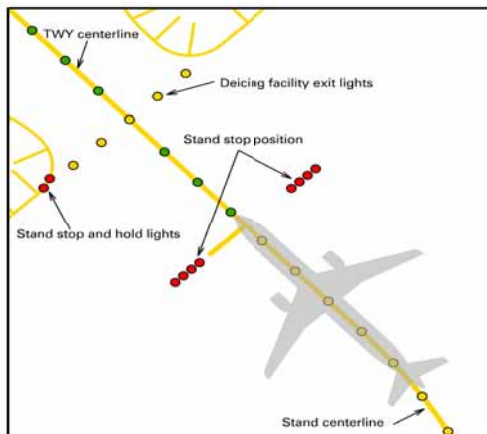 TWY centerline
Deicing facility exit lights
Stand stop position
Stand stop and hold lights
Stand centerline